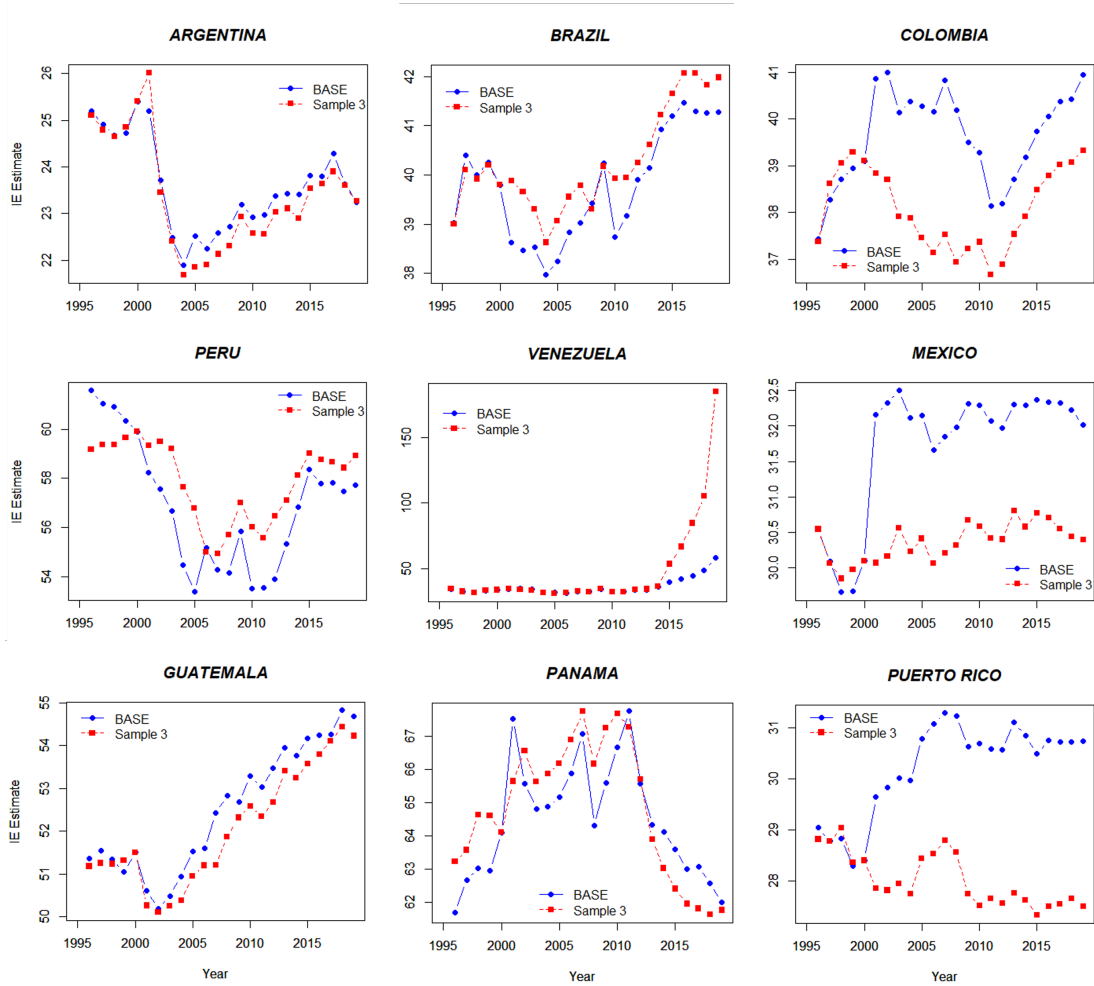 ARGENTINA
BRAZIL
COLOMBIA
IE Estimate
26
25
24
23
22
BASE
Sample 3
1995 2000 2005 2010 2015
42
41
40
39
38
BASE
Sample 3
1995 2000 2005 2010 2015
41
40
39
38
37
BASE
Sample 3
1995 2000 2005 2010 2015
PERU
VENEZUELA
MEXICO
IE Estimate
60
58
56
54
BASE
Sample 3
1995 2000 2005 2010 2015
150
100
50
BASE
Sample 3
1995 2000 2005 2010 2015
32.5
32.0
31.5
31.0
30.5
30.0
BASE
Sample 3
1995 2000 2005 2010 2015
GUATEMALA
PANAMA
PUERTO RICO
IE Estimate
55
54
53
52
51
50
BASE
Sample 3
1995 2000 2005 2010 2015
Year
67
66
65
64
63
62
BASE
Sample 3
1995 2000 2005 2010 2015
Year
31
30
29
28
BASE
Sample 3
1995 2000 2005 2010 2015
Year